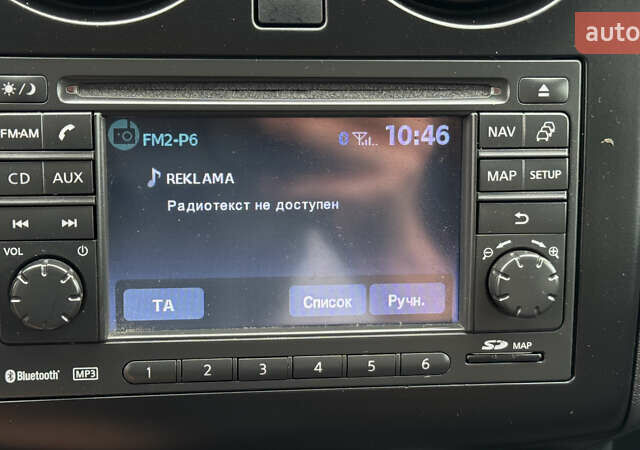 auto
FM-AM
CD AUX
VOL
FM2-P6
10:46
REKLAMA
Радиотекст не доступен
TA
Список
Ручн.
NAV
MAP SETUP
SD MAP
Bluetooth MP3
1 2 3 4 5 6